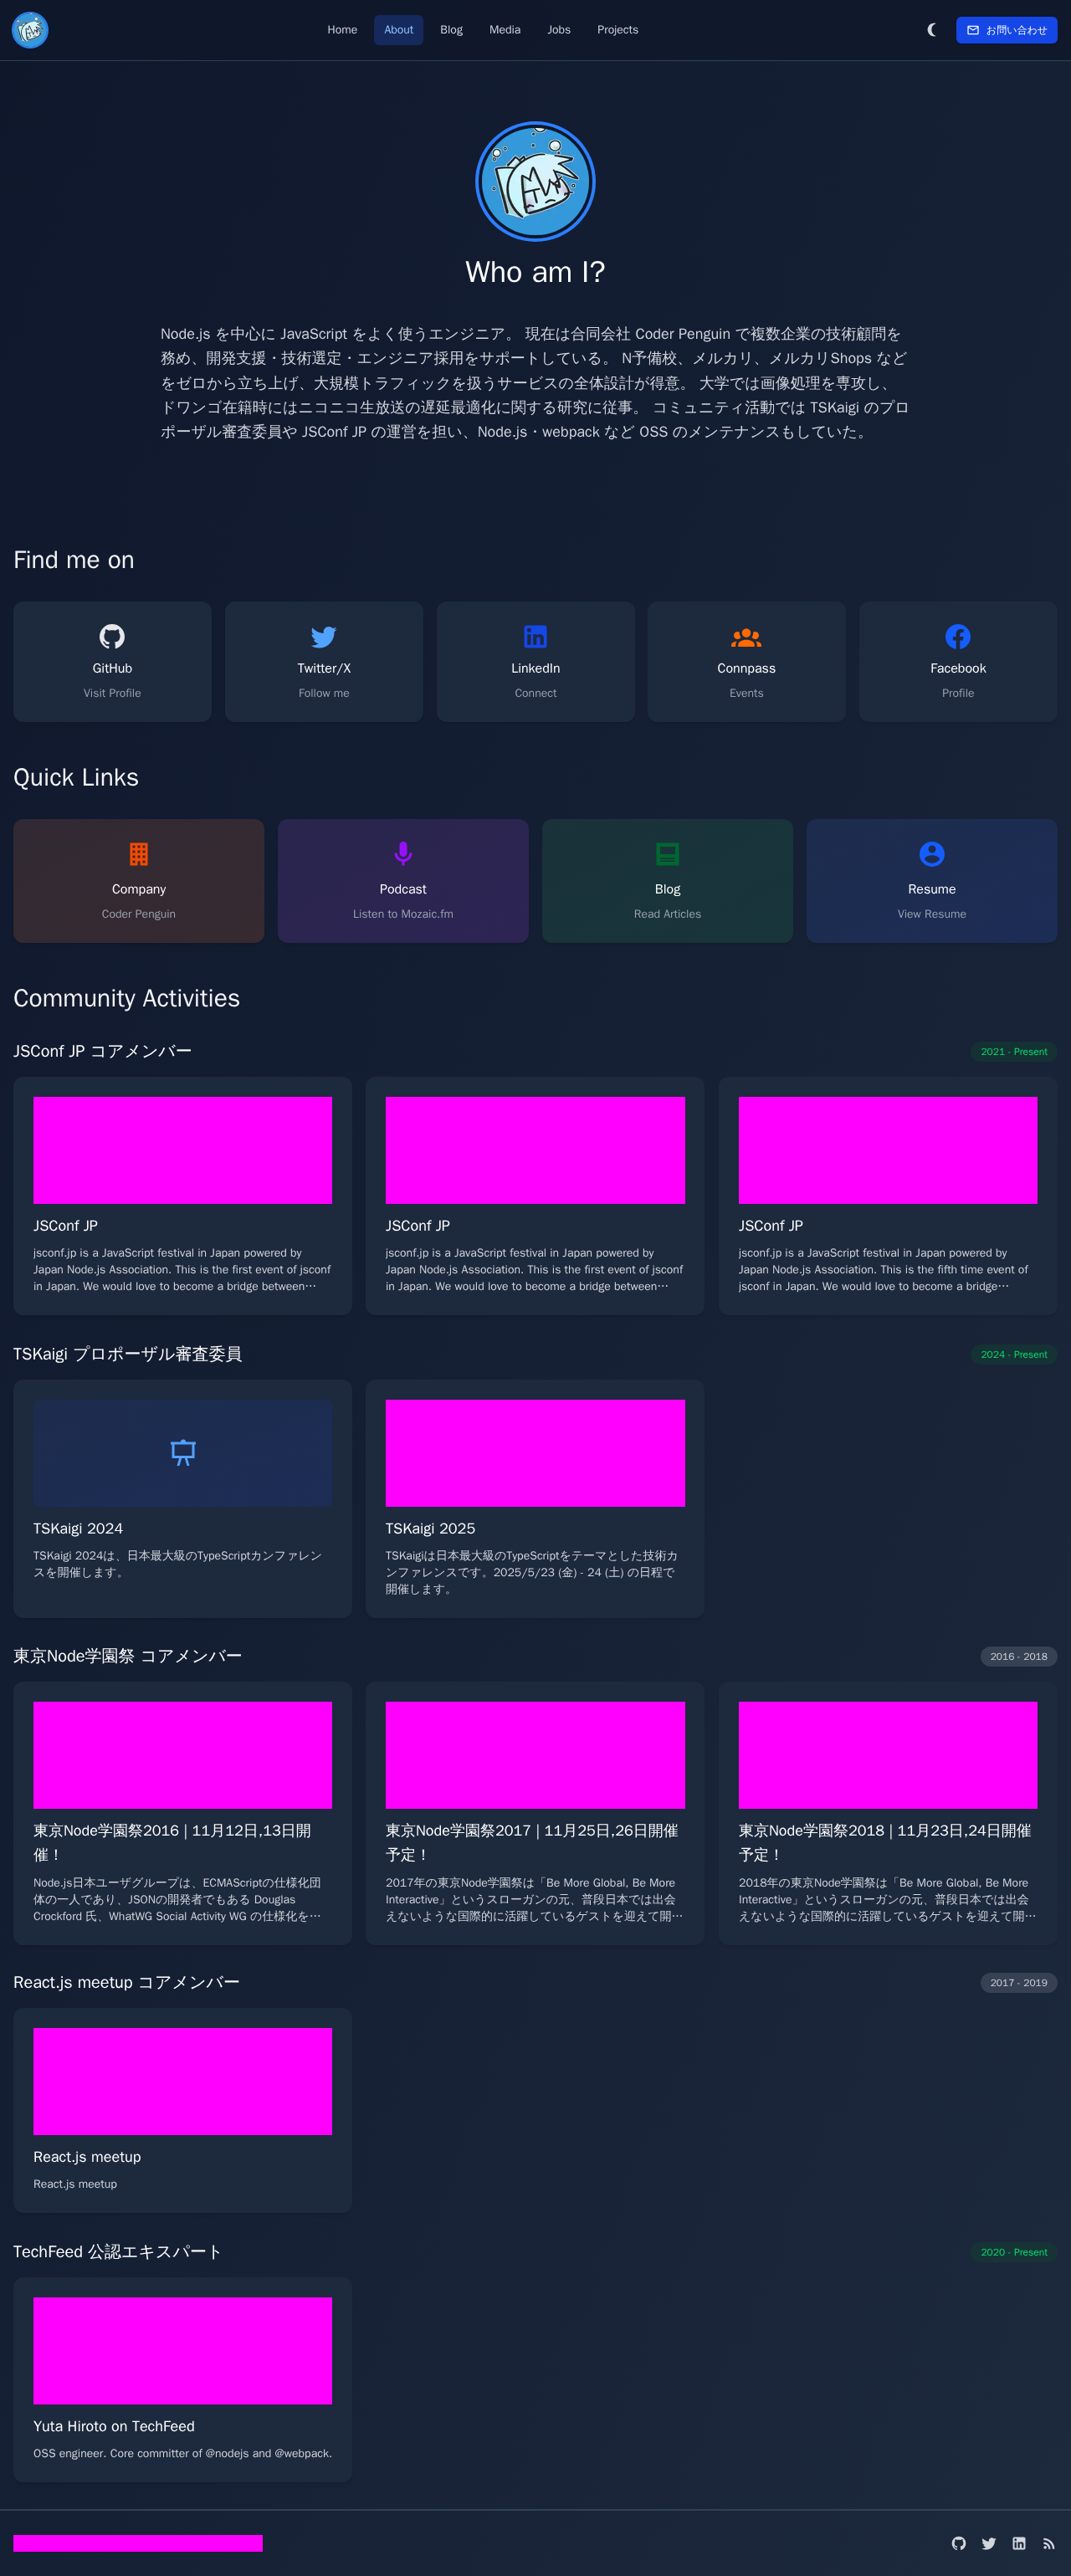 Home
About
Blog
Media
Jobs
Projects
お問い合わせ
Who am I?
Node.js を中心に JavaScript をよく使うエンジニア。 現在は合同会社 Coder Penguin で複数企業の技術顧問を
務め、開発支援・技術選定・エンジニア採用をサポートしている。 N予備校、メルカリ、メルカリShops など
をゼロから立ち上げ、大規模トラフィックを扱うサービスの全体設計が得意。 大学では画像処理を専攻し、
ドワンゴ在籍時にはニコニコ生放送の遅延最適化に関する研究に従事。 コミュニティ活動では TSKaigi のプロ
ポーザル審査委員や JSConf JP の運営を担い、Node.js・webpack など OSS のメンテナンスもしていた。
Find me on
GitHub
Visit Profile
Twitter/X
Follow me
LinkedIn
Connect
Connpass
Events
Facebook
Profile
Quick Links
Company
Coder Penguin
Podcast
Listen to Mozaic.fm
Blog
Read Articles
Resume
View Resume
Community Activities
JSConf JP コアメンバー
2021 - Present
JSConf JP
jsconf.jp is a JavaScript festival in Japan powered by
Japan Node.js Association. This is the first event of jsconf
in Japan. We would love to become a bridge between…
JSConf JP
jsconf.jp is a JavaScript festival in Japan powered by
Japan Node.js Association. This is the first event of jsconf
in Japan. We would love to become a bridge between…
JSConf JP
jsconf.jp is a JavaScript festival in Japan powered by
Japan Node.js Association. This is the fifth time event of
jsconf in Japan. We would love to become a bridge…
TSKaigi プロポーザル審査委員
2024 - Present
TSKaigi 2024
TSKaigi 2024は、日本最大級のTypeScriptカンファレン
スを開催します。
TSKaigi 2025
TSKaigiは日本最大級のTypeScriptをテーマとした技術カ
ンファレンスです。2025/5/23 (金) - 24 (土) の日程で
開催します。
東京Node学園祭 コアメンバー
2016 - 2018
東京Node学園祭2016 | 11月12日,13日開
催！
Node.js日本ユーザグループは、ECMAScriptの仕様化団
体の一人であり、JSONの開発者でもある Douglas
Crockford 氏、WhatWG Social Activity WG の仕様化を…
東京Node学園祭2017 | 11月25日,26日開催
予定！
2017年の東京Node学園祭は「Be More Global, Be More
Interactive」というスローガンの元、普段日本では出会
えないような国際的に活躍しているゲストを迎えて開…
東京Node学園祭2018 | 11月23日,24日開催
予定！
2018年の東京Node学園祭は「Be More Global, Be More
Interactive」というスローガンの元、普段日本では出会
えないような国際的に活躍しているゲストを迎えて開…
React.js meetup コアメンバー
2017 - 2019
React.js meetup
React.js meetup
TechFeed 公認エキスパート
2020 - Present
Yuta Hiroto on TechFeed
OSS engineer. Core committer of @nodejs and @webpack.